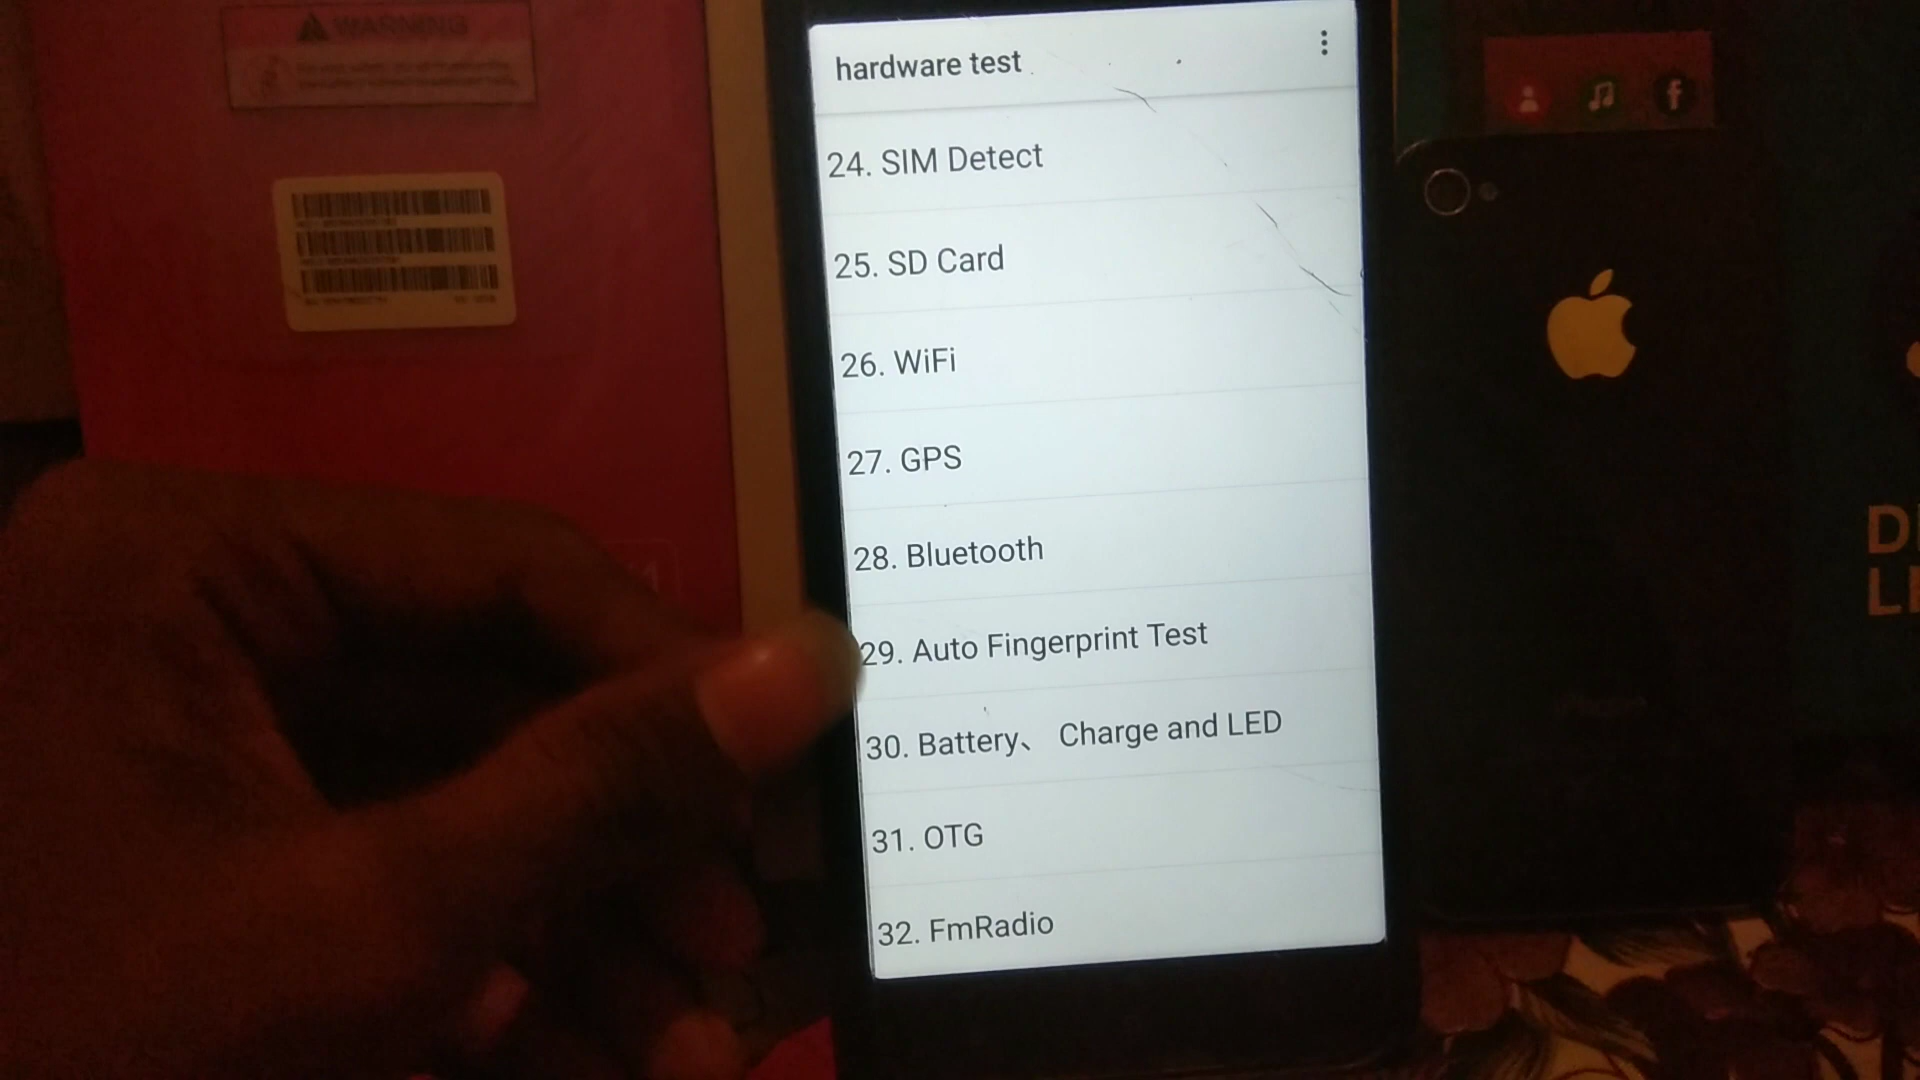 WARNING
hardware test
24. SIM Detect
25. SD Card
26. WiFi
27. GPS
28. Bluetooth
29. Auto Fingerprint Test
30. Battery、 Charge and LED
31. OTG
32. FmRadio